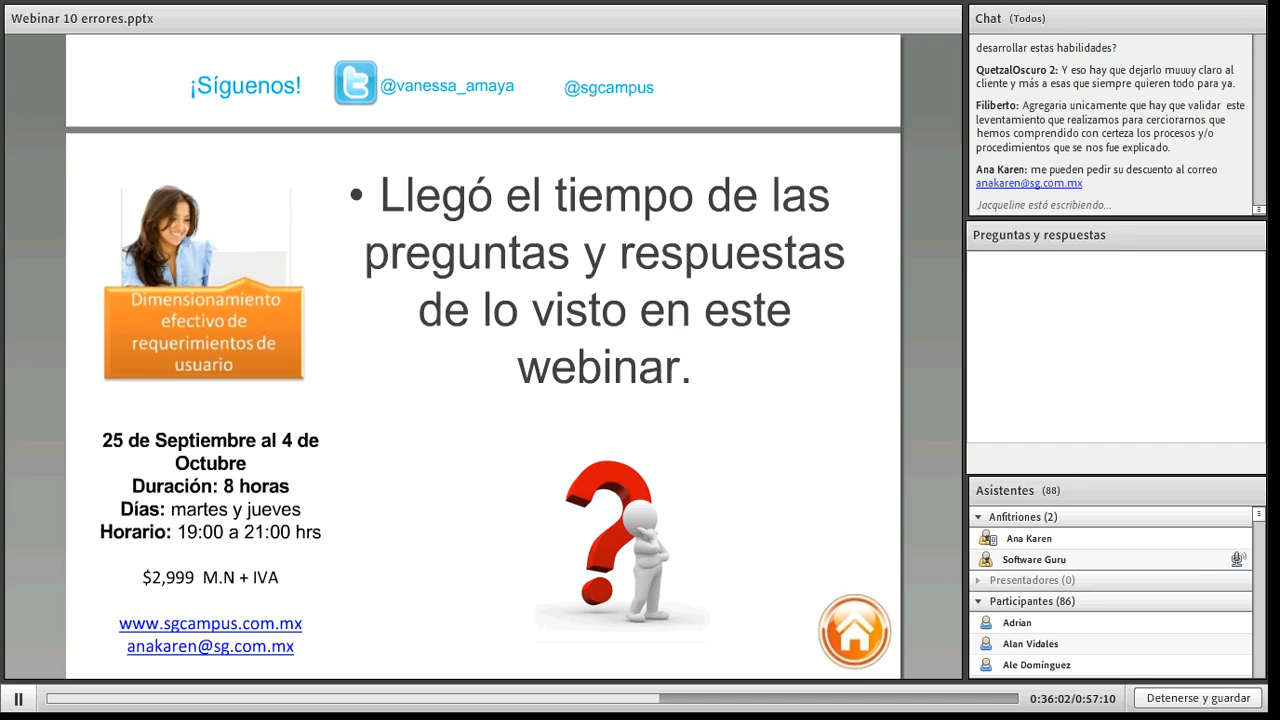 Webinar 10 errores.pptx
¡Síguenos!
@vanessa_amaya
@sgcampus
Dimensionamiento
efectivo de
requerimientos de
usuario
• Llegó el tiempo de las
preguntas y respuestas
de lo visto en este
webinar.
25 de Septiembre al 4 de
Octubre
Duración: 8 horas
Días: martes y jueves
Horario: 19:00 a 21:00 hrs
$2,999 M.N + IVA
www.sgcampus.com.mx
anakaren@sg.com.mx
Chat (Todos)
desarrollar estas habilidades?
QuetzalOscuro 2: Y eso hay que dejarlo muuuy claro al
cliente y más a esas que siempre quieren todo para ya.
Filiberto: Agregaria unicamente que hay que validar este
leventamiento que realizamos para cerciorarnos que
hemos comprendido con certeza los procesos y/o
procedimientos que se nos fue explicado.
Ana Karen: me pueden pedir su descuento al correo
anakaren@sg.com.mx
Jacqueline está escribiendo...
Preguntas y respuestas
Asistentes (88)
Anfitriones (2)
Ana Karen
Software Guru
Presentadores (0)
Participantes (86)
Adrian
Alan Vidales
Ale Domínguez
0:36:02/0:57:10
Detenerse y guardar